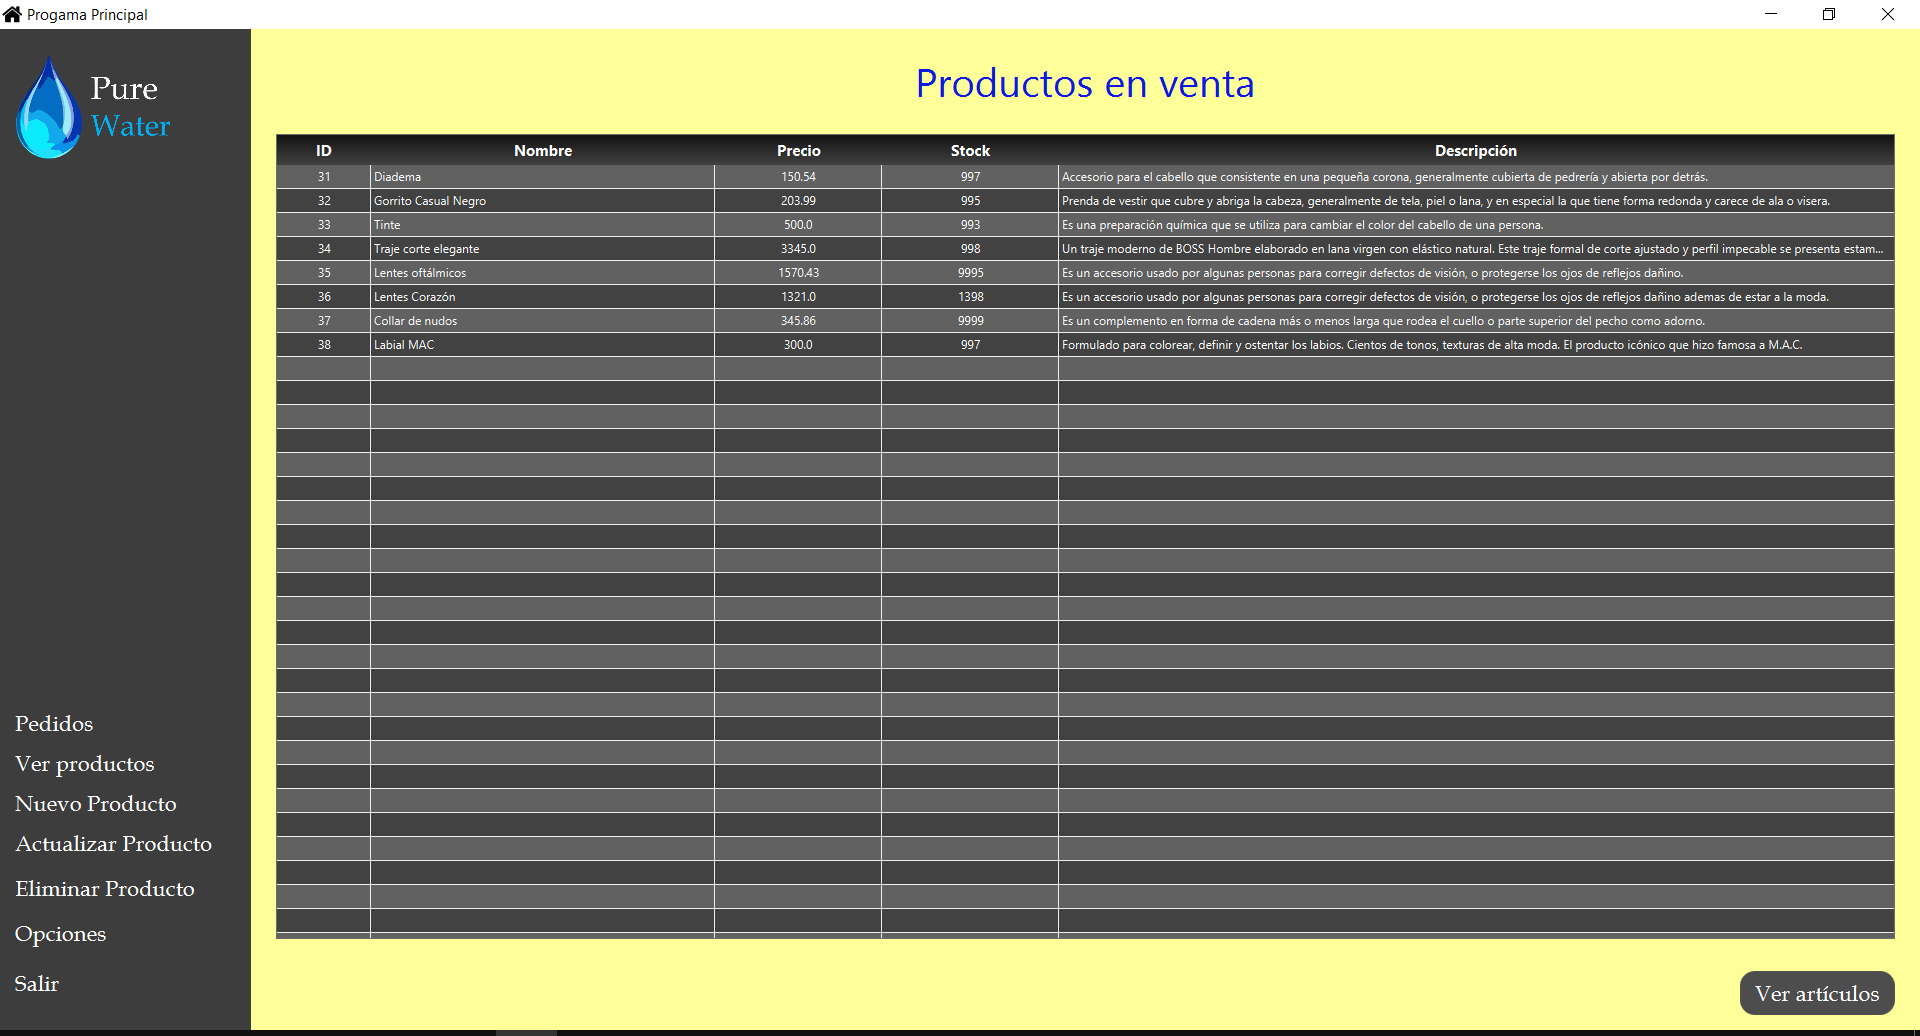 Progama Principal
Pure
Water
Productos en venta
ID Nombre Precio Stock Descripción
31 Diadema 150.54 997 Accesorio para el cabello que consistente en una pequeña corona, generalmente cubierta de pedrería y abierta por detrás.
32 Gorrito Casual Negro 203.99 995 Prenda de vestir que cubre y abriga la cabeza, generalmente de tela, piel o lana, y en especial la que tiene forma redonda y carece de ala o visera.
33 Tinte 500.0 993 Es una preparación química que se utiliza para cambiar el color del cabello de una persona.
34 Traje corte elegante 3345.0 998 Un traje moderno de BOSS Hombre elaborado en lana virgen con elástico natural. Este traje formal de corte ajustado y perfil impecable se presenta estam...
35 Lentes oftálmicos 1570.43 9995 Es un accesorio usado por algunas personas para corregir defectos de visión, o protegerse los ojos de reflejos dañino.
36 Lentes Corazón 1321.0 1398 Es un accesorio usado por algunas personas para corregir defectos de visión, o protegerse los ojos de reflejos dañino ademas de estar a la moda.
37 Collar de nudos 345.86 9999 Es un complemento en forma de cadena más o menos larga que rodea el cuello o parte superior del pecho como adorno.
38 Labial MAC 300.0 997 Formulado para colorear, definir y ostentar los labios. Cientos de tonos, texturas de alta moda. El producto icónico que hizo famosa a M.A.C.
Pedidos
Ver productos
Nuevo Producto
Actualizar Producto
Eliminar Producto
Opciones
Salir
Ver artículos